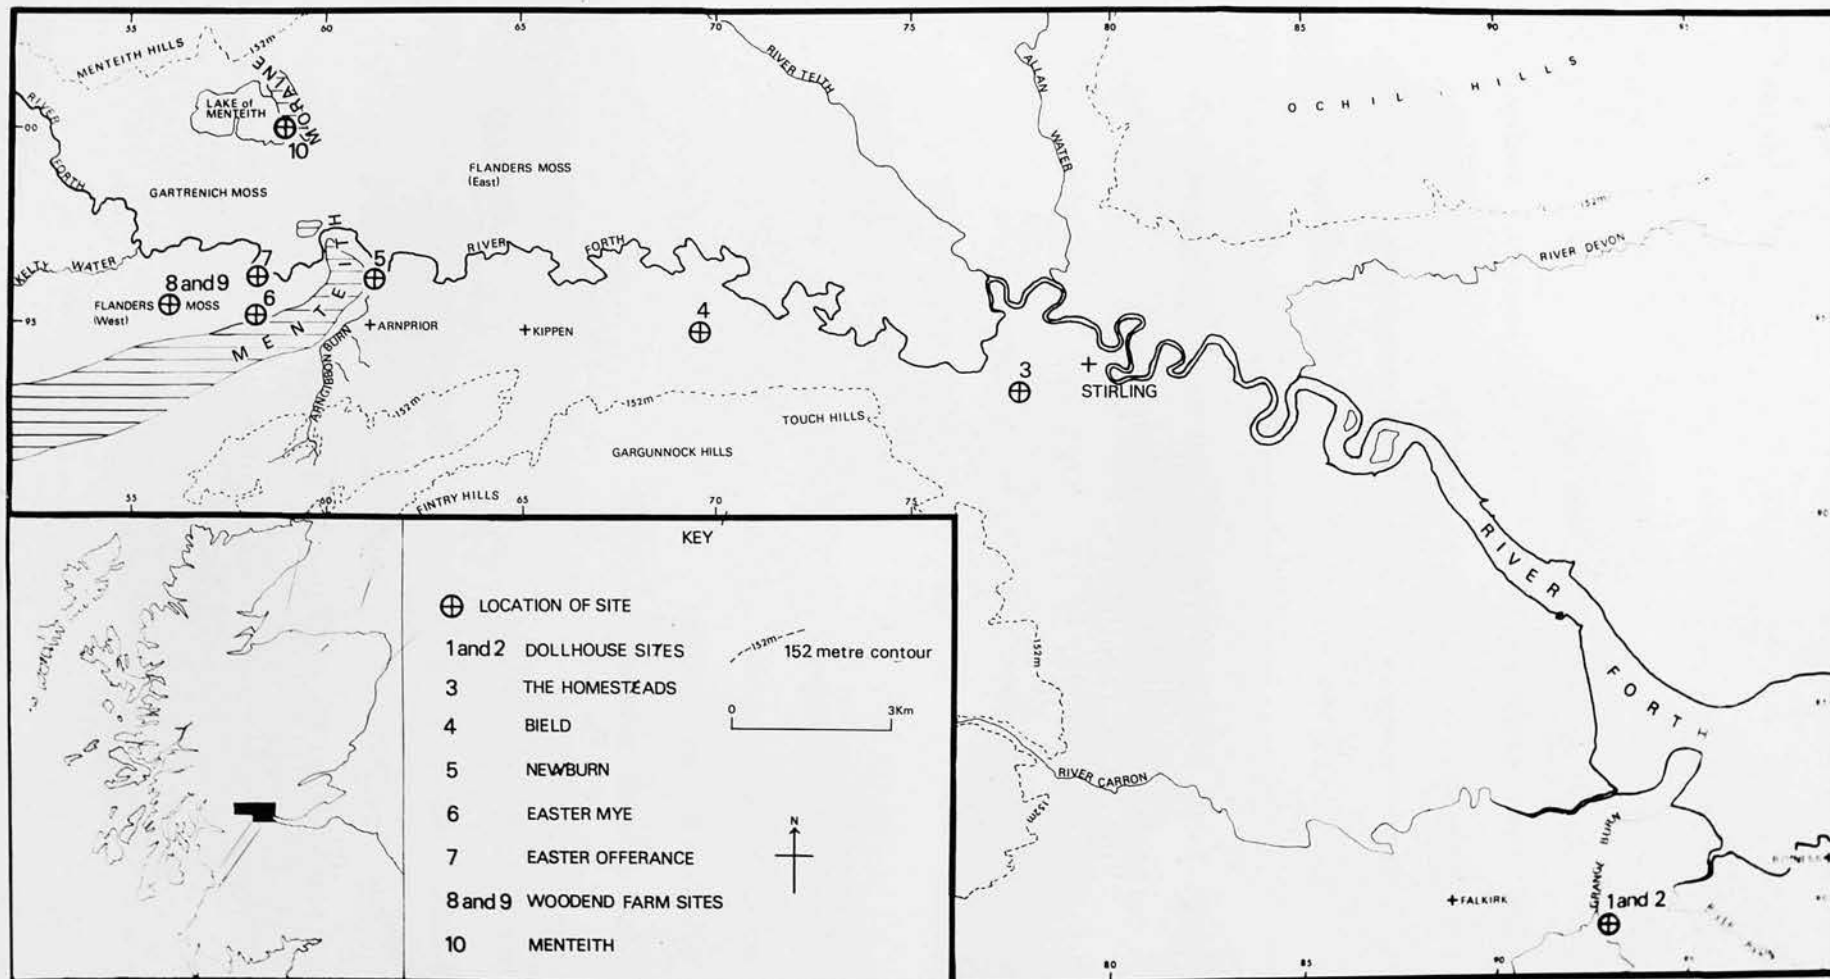 55 60 65 70 75 80 85 90
MENTEITH HILLS
152m
MORAINE
LAKE of
MENTEITH
10
RIVER
FORTH
00
GARTRENICH MOSS
FLANDERS MOSS
(East)
RIVER TEITH
ALLAN
WATER
OCHIL HILLS
152m
RIVER DEVON
KELTY WATER
7
8 and 9
FLANDERS MOSS
(West)
6
5
MENTEITH
RIVER FORTH
95
ARNPRIOR
KIPPEN
4
3
STIRLING
ARNGIBBON BURN
152m
152m
TOUCH HILLS
GARGUNNOCK HILLS
FINTRY HILLS
55 60 65 70 75
90
RIVER
FORTH
152m
152m
RIVER CARRON
GRANGE BURN
FALKIRK
1 and 2
80 85 90
KEY
LOCATION OF SITE
1 and 2 DOLLHOUSE SITES
3 THE HOMESTEADS
4 BIELD
5 NEWBURN
6 EASTER MYE
7 EASTER OFFERANCE
8 and 9 WOODEND FARM SITES
10 MENTEITH
152m
152 metre contour
0 3Km
N